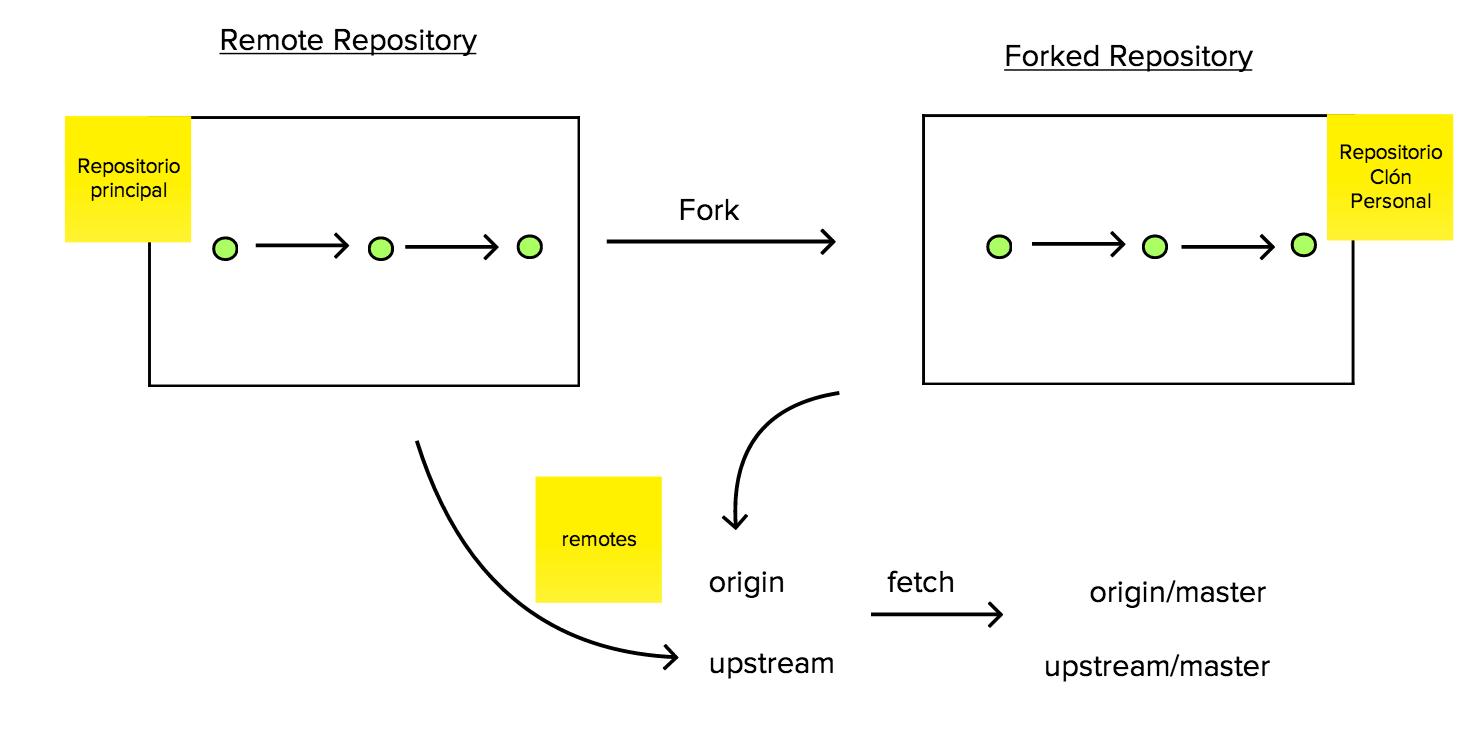 Remote Repository
Forked Repository
Repositorio
principal
Repositorio
Clón
Personal
Fork
remotes
origin
fetch
origin/master
upstream
upstream/master